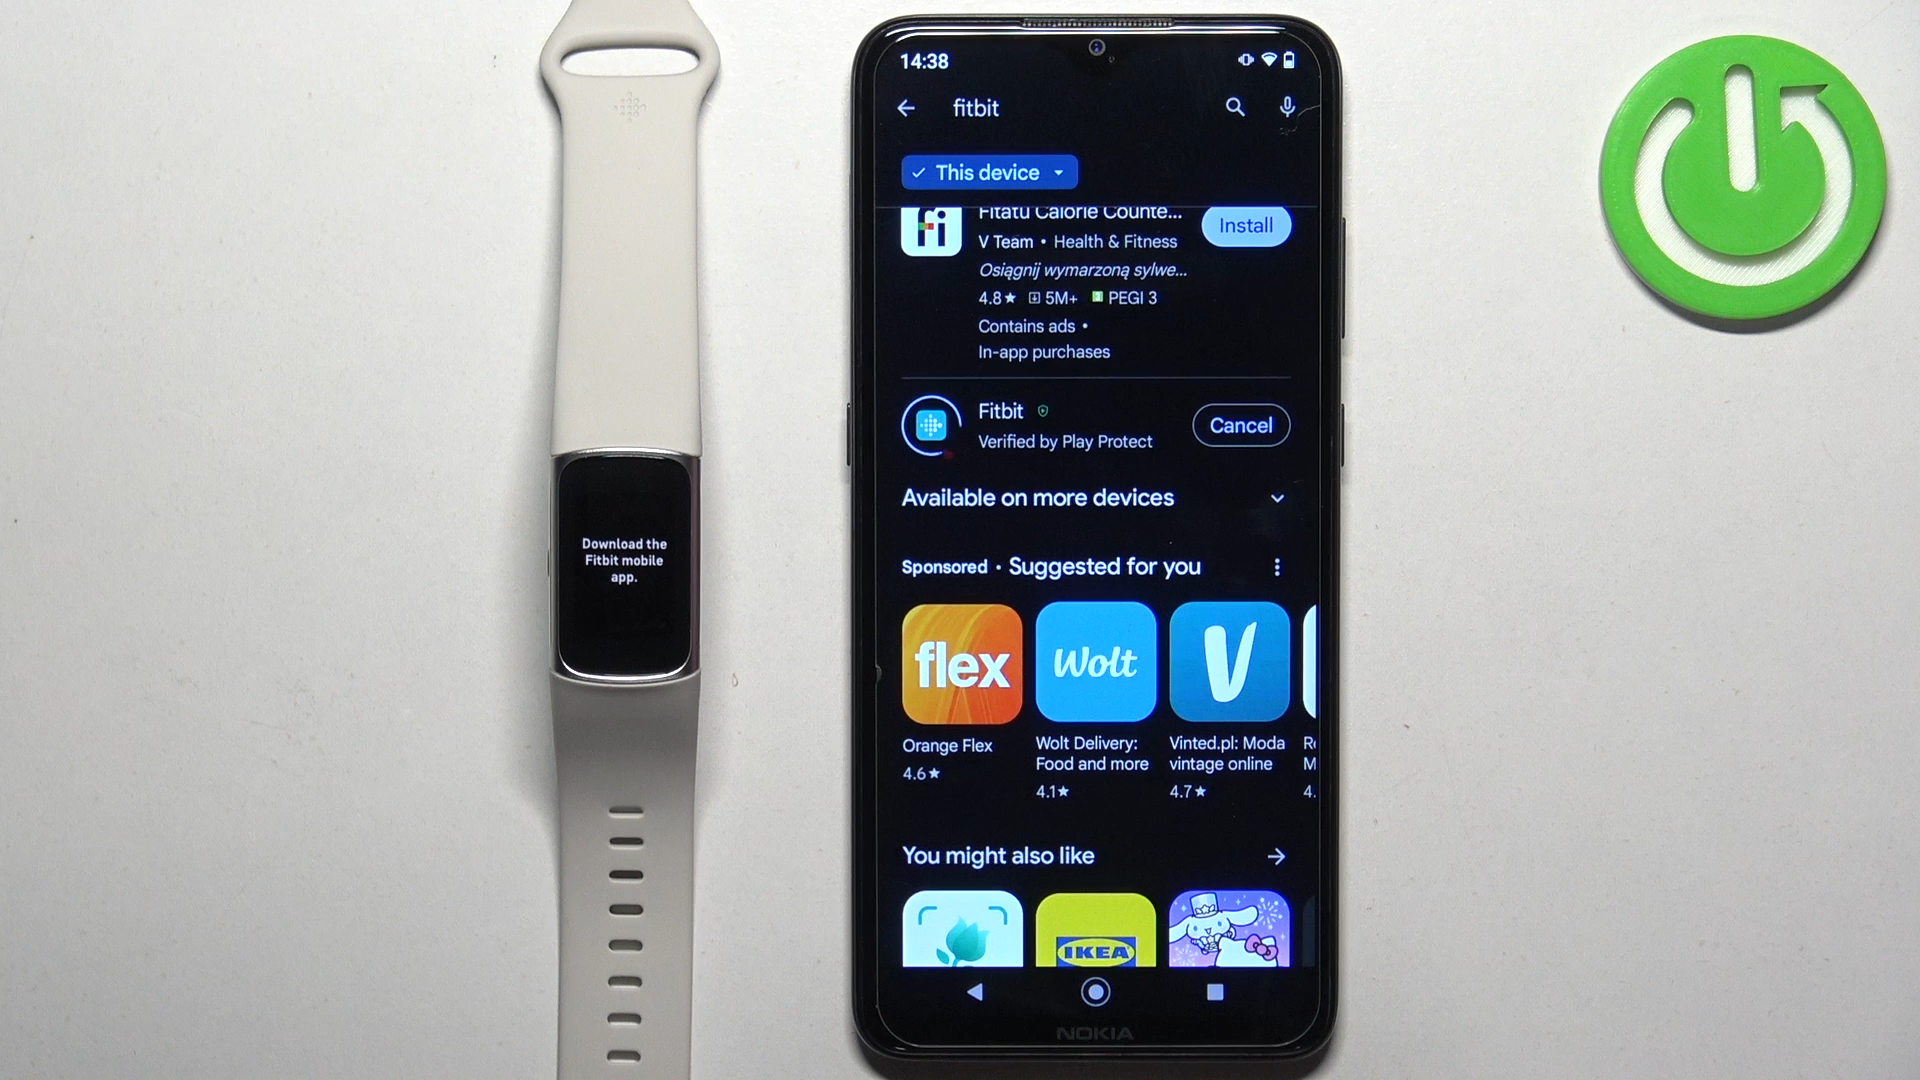 14:38
fitbit
This device
Fitatu Calorie Counte...
Install
V Team • Health & Fitness
Osiągnij wymarzoną sylwe...
4.8★ 5M+ 3 PEGI 3
Contains ads •
In-app purchases
Fitbit
Cancel
Verified by Play Protect
Available on more devices
Download the
Fitbit mobile
app.
Sponsored • Suggested for you
flex
Wolt
V
Orange Flex
4.6★
Wolt Delivery:
Food and more
4.1★
Vinted.pl: Moda
vintage online
4.7★
4.
You might also like
IKEA
NOKIA